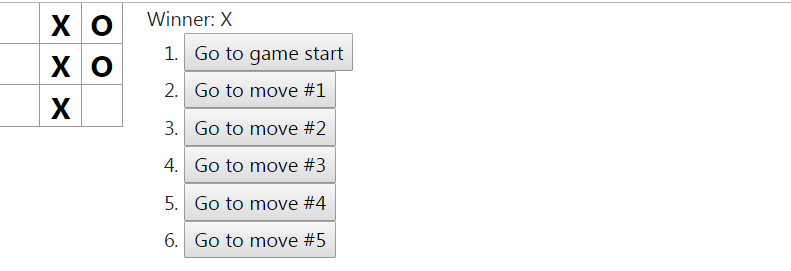 X O
X O
X
Winner: X
1. Go to game start
2. Go to move #1
3. Go to move #2
4. Go to move #3
5. Go to move #4
6. Go to move #5